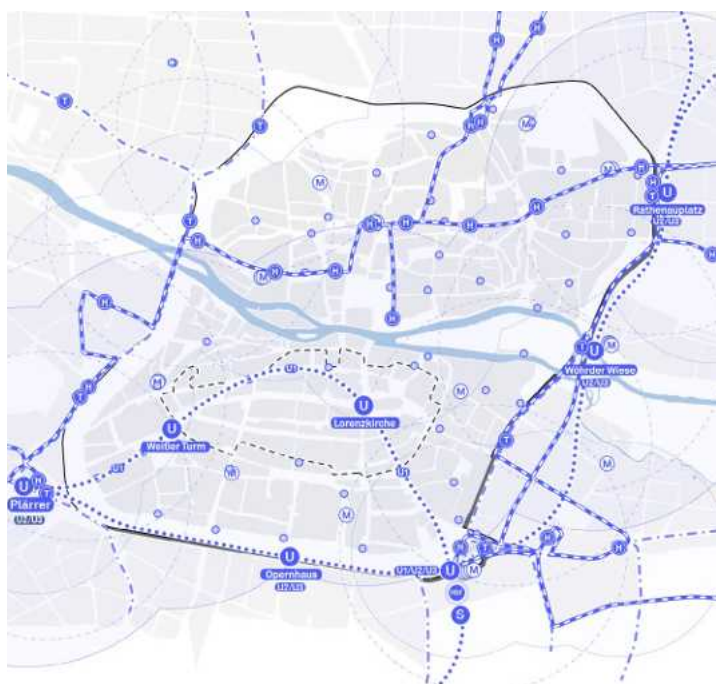 H
H
T
T
H H
M
H
M
M
H
U
T
Rathenauplatz
U2/U3
H
T
H
M
H
H
H
H
M
H
H
H
H
T
U
M
Wöhrder Wiese
U2/U3
U1
M
H
T
M
U
Lorenzkirche
U
Weißer Turm
T
U1
M
U1
M
U
H
T
Plärrer
U2/U3
M
H
H
T
H
U
Opernhaus
U2/U3
U1/U2/U3
U
M
S